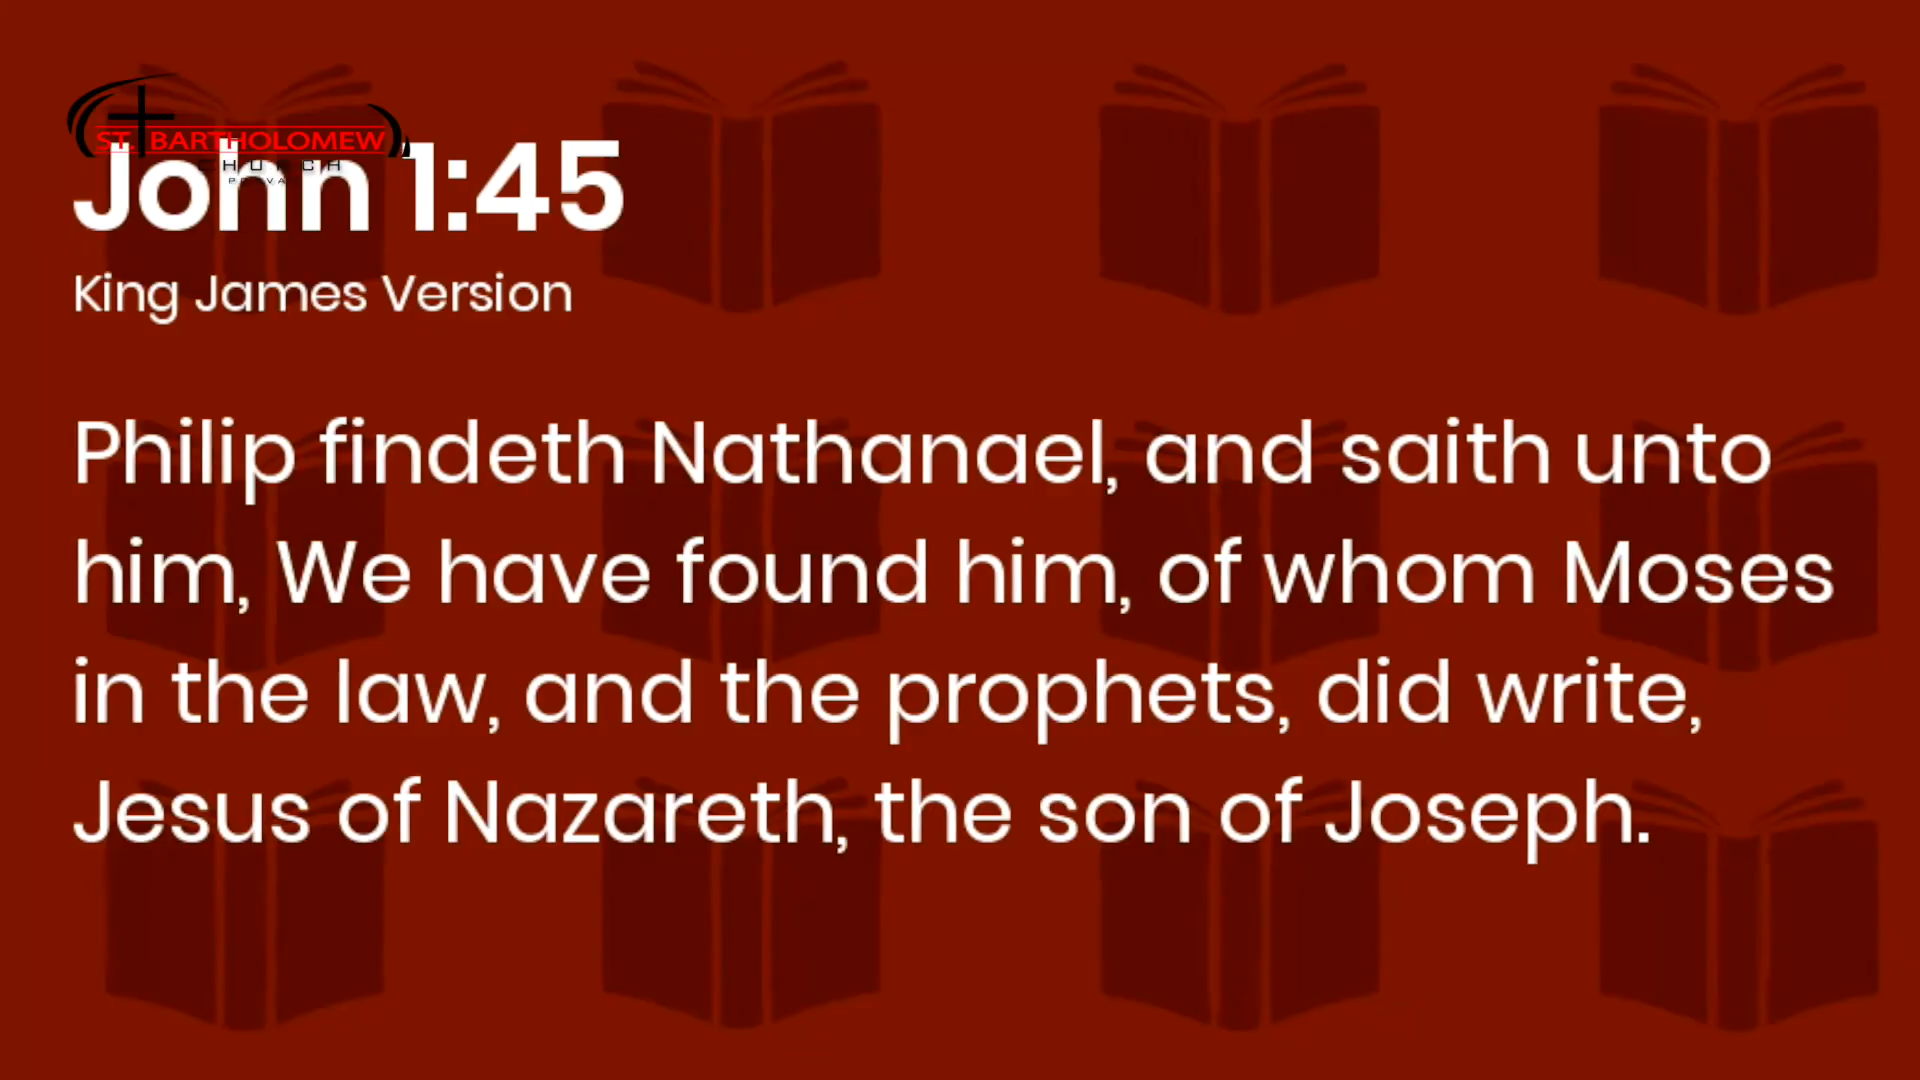 ST. BARTHOLOMEW
CHURCH
John 1:45
King James Version
Philip findeth Nathanael, and saith unto
him, We have found him, of whom Moses
in the law, and the prophets, did write,
Jesus of Nazareth, the son of Joseph.